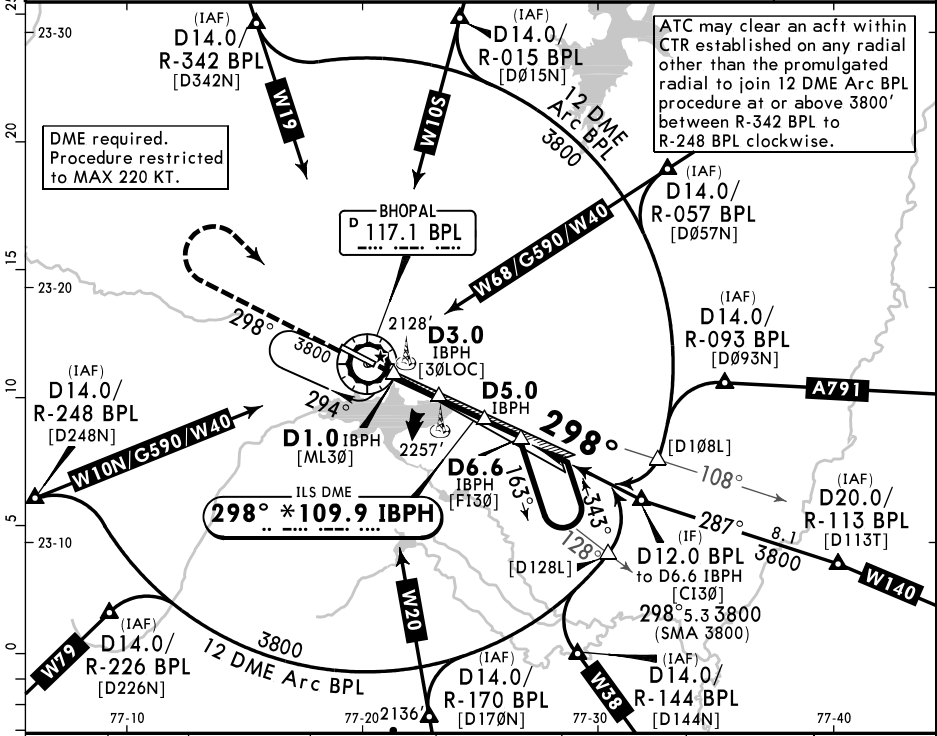 25
23-30
(IAF)
D14.0/
R-342 BPL
[D342N]
(IAF)
D14.0/
R-015 BPL
[DØ15N]
ATC may clear an acft within
CTR established on any radial
other than the promulgated
radial to join 12 DME Arc BPL
procedure at or above 3800'
between R-342 BPL to
R-248 BPL clockwise.
W19
W10S
12 DME
Arc BPL
3800
20
DME required.
Procedure restricted
to MAX 220 KT.
(IAF)
D14.0/
R-057 BPL
[DØ57N]
BHOPAL
D 117.1 BPL
W68/G590/W40
15
23-20
298°
3800
2128'
D3.0
IBPH
[3ØLOC]
(IAF)
D14.0/
R-093 BPL
[DØ93N]
A791
10
(IAF)
D14.0/
R-248 BPL
[D248N]
294°
D5.0
IBPH
298°
W10N/G590/W40
D1.0 IBPH
[ML3Ø]
2257'
[D108L]
108°
D6.6
IBPH
[FI3Ø]
163°
343°
(IAF)
D20.0/
R-113 BPL
[D113T]
ILS DME
298° *109.9 IBPH
287°
8.1
3800
5
23-10
128°
[D128L]
(IF)
D12.0 BPL
to D6.6 IBPH
[CI3Ø]
298° 5.3 3800
(SMA 3800)
W140
W20
W79
(IAF)
D14.0/
R-226 BPL
[D226N]
3800
12 DME Arc BPL
0
(IAF)
D14.0/
R-170 BPL
[D17ØN]
W38
(IAF)
D14.0/
R-144 BPL
[D144N]
2136'
77-10
77-20
77-30
77-40